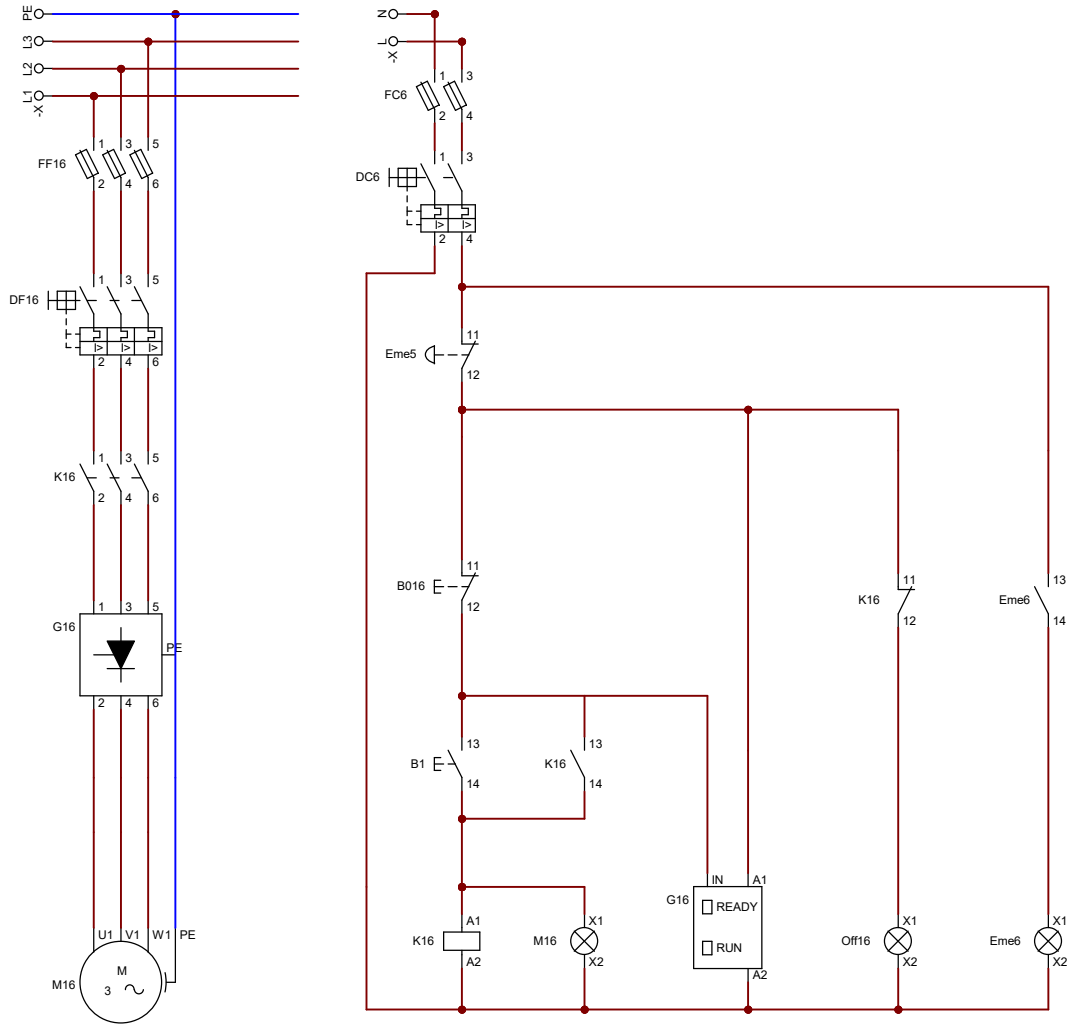 PE
L3
L2
L1
-X
1 3 5
FF16
2 4 6
1 3 5
DF16
I> I> I>
2 4 6
1 3 5
K16
2 4 6
1 3 5
G16
PE
2 4 6
U1 V1 W1 PE
M
3
M16
N
L
-X
1 3
FC6
2 4
1 3
DC6
I> I>
2 4
11
Eme5
12
11
B016
12
13
B1
14
13
K16
14
A1
K16
A2
X1
M16
X2
IN A1
G16
READY
RUN
A2
11
K16
12
X1
Off16
X2
13
Eme6
14
X1
Eme6
X2